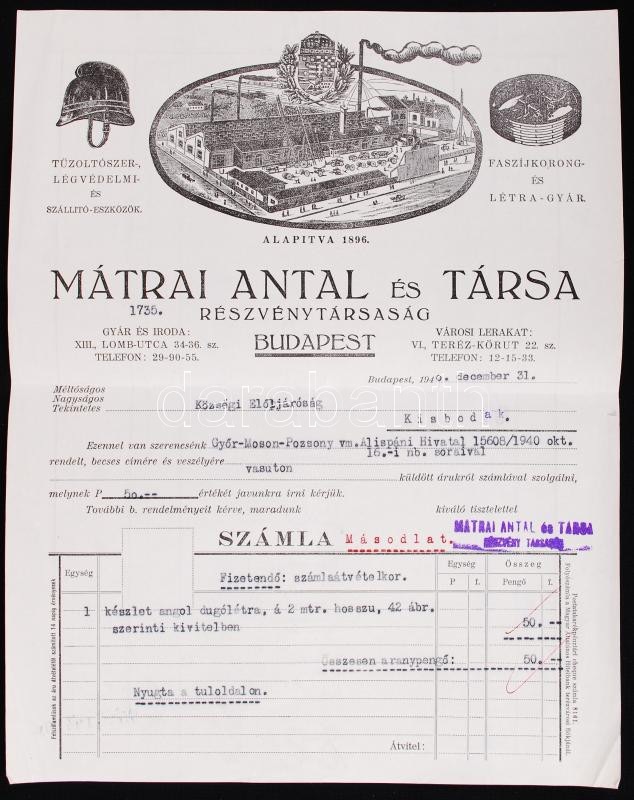 TŰZOLTÓSZER-,
LÉGVÉDELMI-
ÉS
SZÁLLITÓ-ESZKÖZÖK.
FASZÍJKORONG-
ÉS
LÉTRA-GYÁR.
ALAPITVA 1896.
MÁTRAI ANTAL ÉS TÁRSA
1735.
RÉSZVÉNYTÁRSASÁG
GYÁR ÉS IRODA:
XIII., LOMB-UTCA 34-36. sz.
TELEFON: 29-90-55.
BUDAPEST
VÁROSI LERAKAT:
VI., TERÉZ-KÖRUT 22. sz.
TELEFON: 12-15-33.
Budapest, 1940. december 31.
Méltóságos
Nagyságos
Tekintetes
Községi Elöljáróság
Kisbodak.
darabanth
Ezennel van szerencsénk Győr-Moson-Pozsony vm. Alispáni Hivatal 15608/1940 okt.
16.-i nb. soraival
rendelt, becses címére és veszélyére vasuton küldött árukról számlával szolgálni,
melynek P 50.-- értékét javunkra irni kérjük.
További b. rendelményeit kérve, maradunk kiváló tisztelettel
MÁTRAI ANTAL és TÁRSA
RÉSZVÉNY TÁRSASÁG
SZÁMLA Másodlat.
Egység
Egység
Összeg
P f. Pengő f.
Fizetendő: számlaátvételkor.
1 készlet angol dugólétra, á 2 mtr. hosszu, 42 ábr.
szerinti kivitelben 50.--
Összesen aranypengő: 50.--
Nyugta a tuloldalon.
Átvitel: